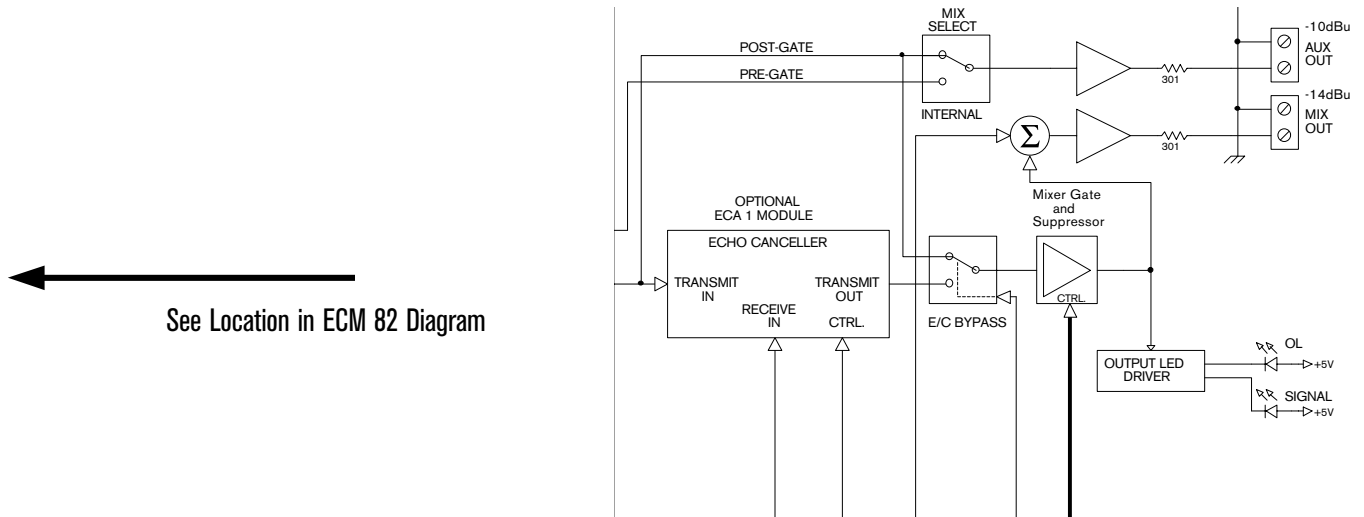 MIX
SELECT
-10dBu
AUX
OUT
POST-GATE
PRE-GATE
301
-14dBu
MIX
OUT
INTERNAL
Σ
301
OPTIONAL
ECA 1 MODULE
Mixer Gate
and
Suppressor
ECHO CANCELLER
TRANSMIT
IN
TRANSMIT
OUT
RECEIVE
IN
CTRL.
CTRL.
E/C BYPASS
See Location in ECM 82 Diagram
OUTPUT LED
DRIVER
OL
+5V
SIGNAL
+5V